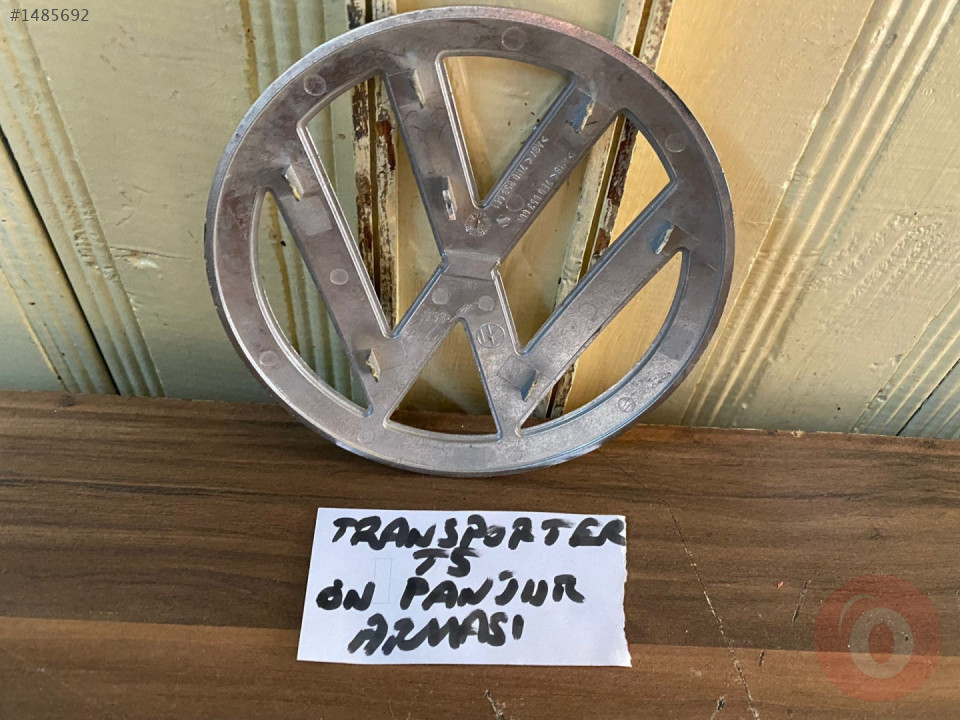 #1485692
TRANSPORTER
T5
ÖN PANJUR
ARMASI